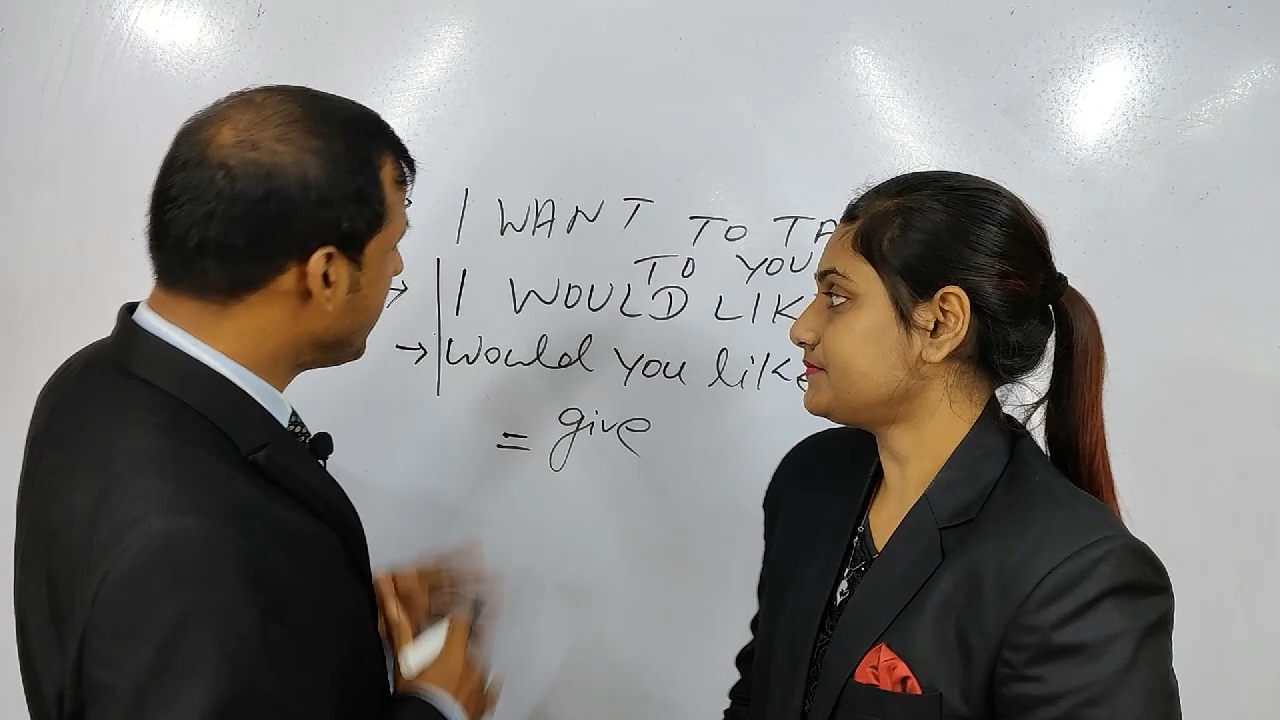 I WANT TO TA
TO YOU
→ I WOULD LIK
→ Would you like
= give